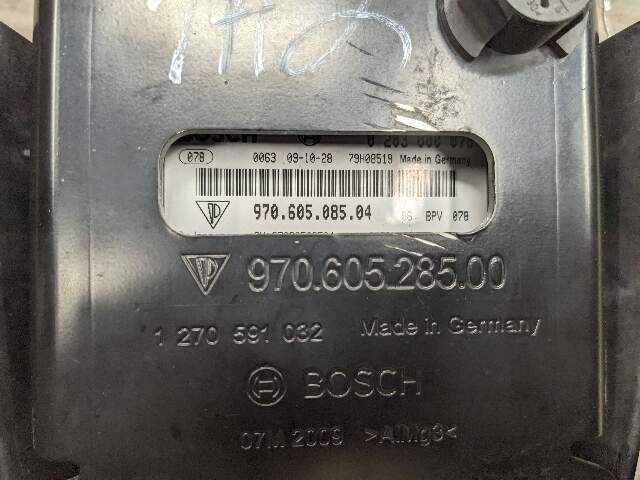 BOSCH 0 263 000 078
078 0063 09-10-28 79H08519 Made in Germany
970.605.085.04 BPV 078
970.605.285.00
1 270 591 032 Made in Germany
BOSCH
07M 2009 >AlMg3<